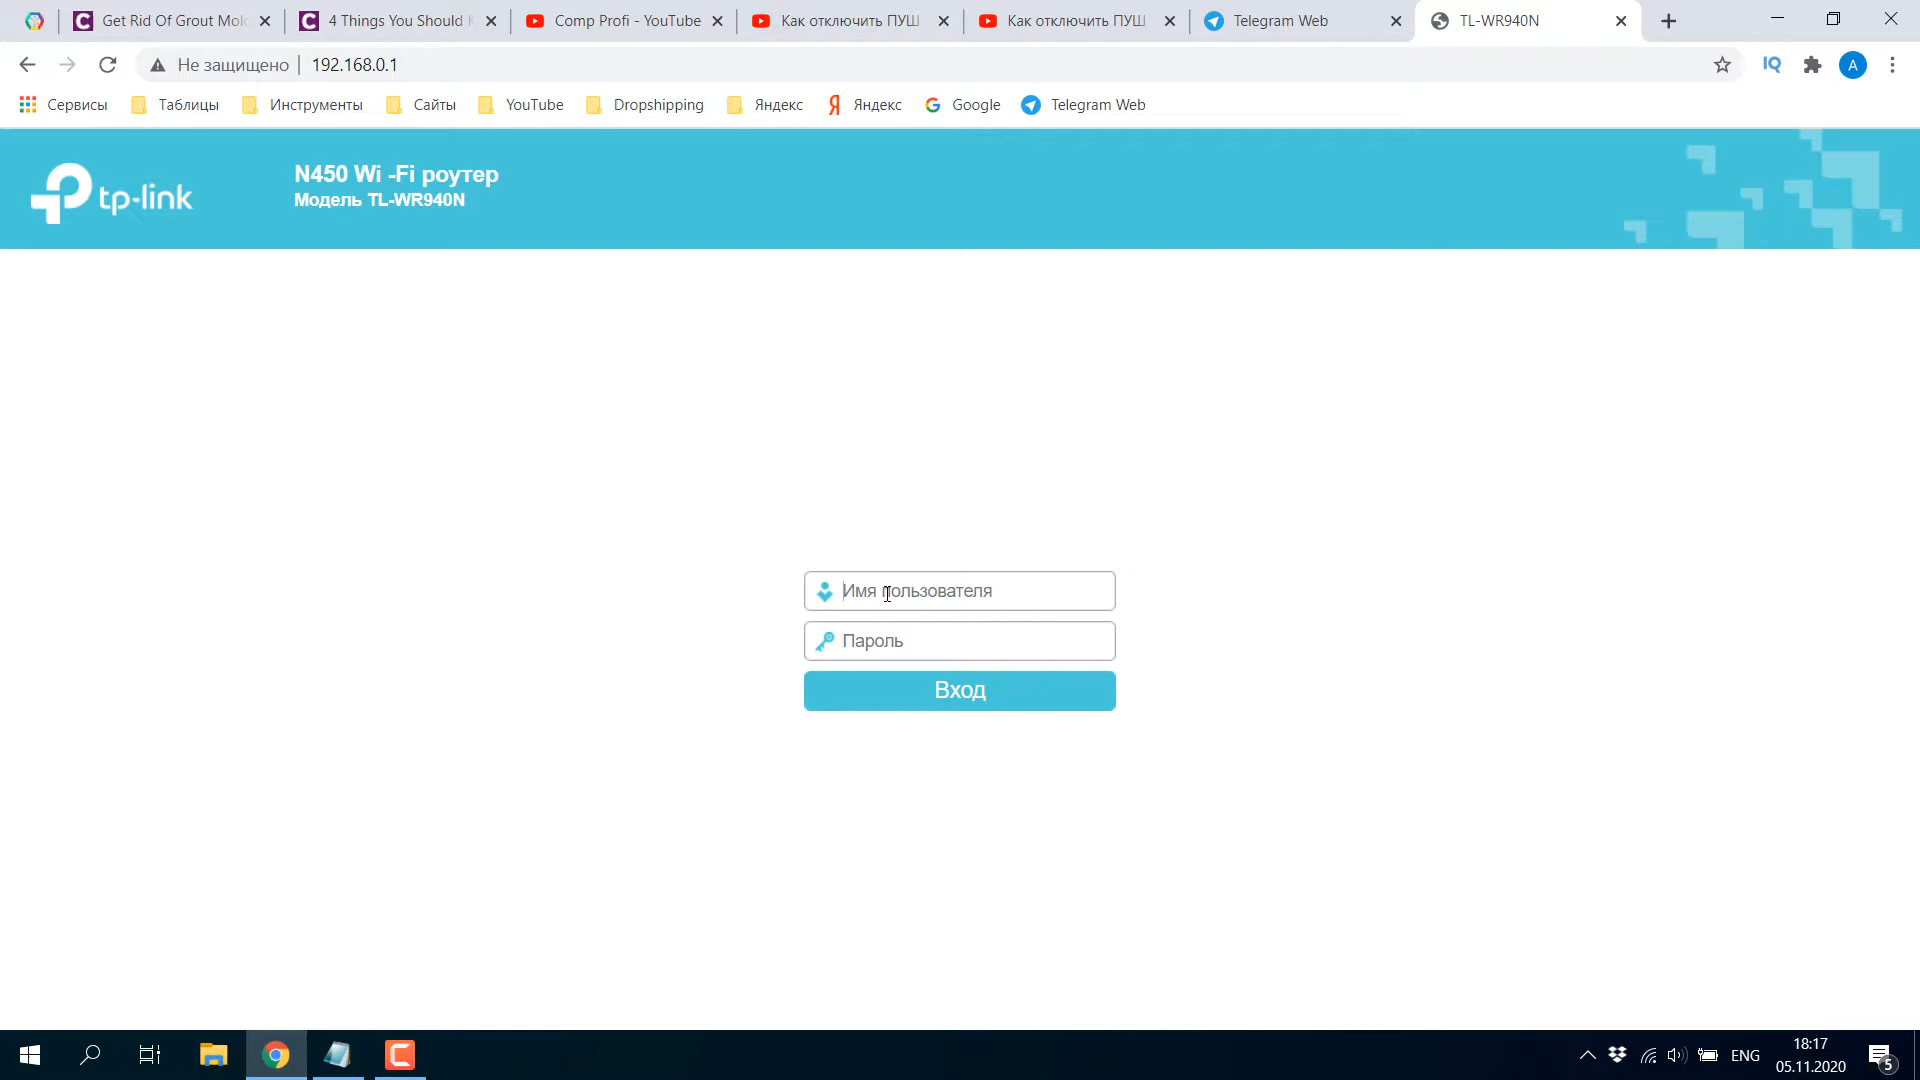 Get Rid Of Grout Mol
4 Things You Should
Comp Profi - YouTube
Как отключить ПУШ
Как отключить ПУШ
Telegram Web
TL-WR940N
Не защищено
192.168.0.1
IQ
A
Сервисы
Таблицы
Инструменты
Сайты
YouTube
Dropshipping
Яндекс
Яндекс
Google
Telegram Web
tp-link
N450 Wi -Fi роутер
Модель TL-WR940N
Имя пользователя
Пароль
Вход
ENG
18:17
05.11.2020
5